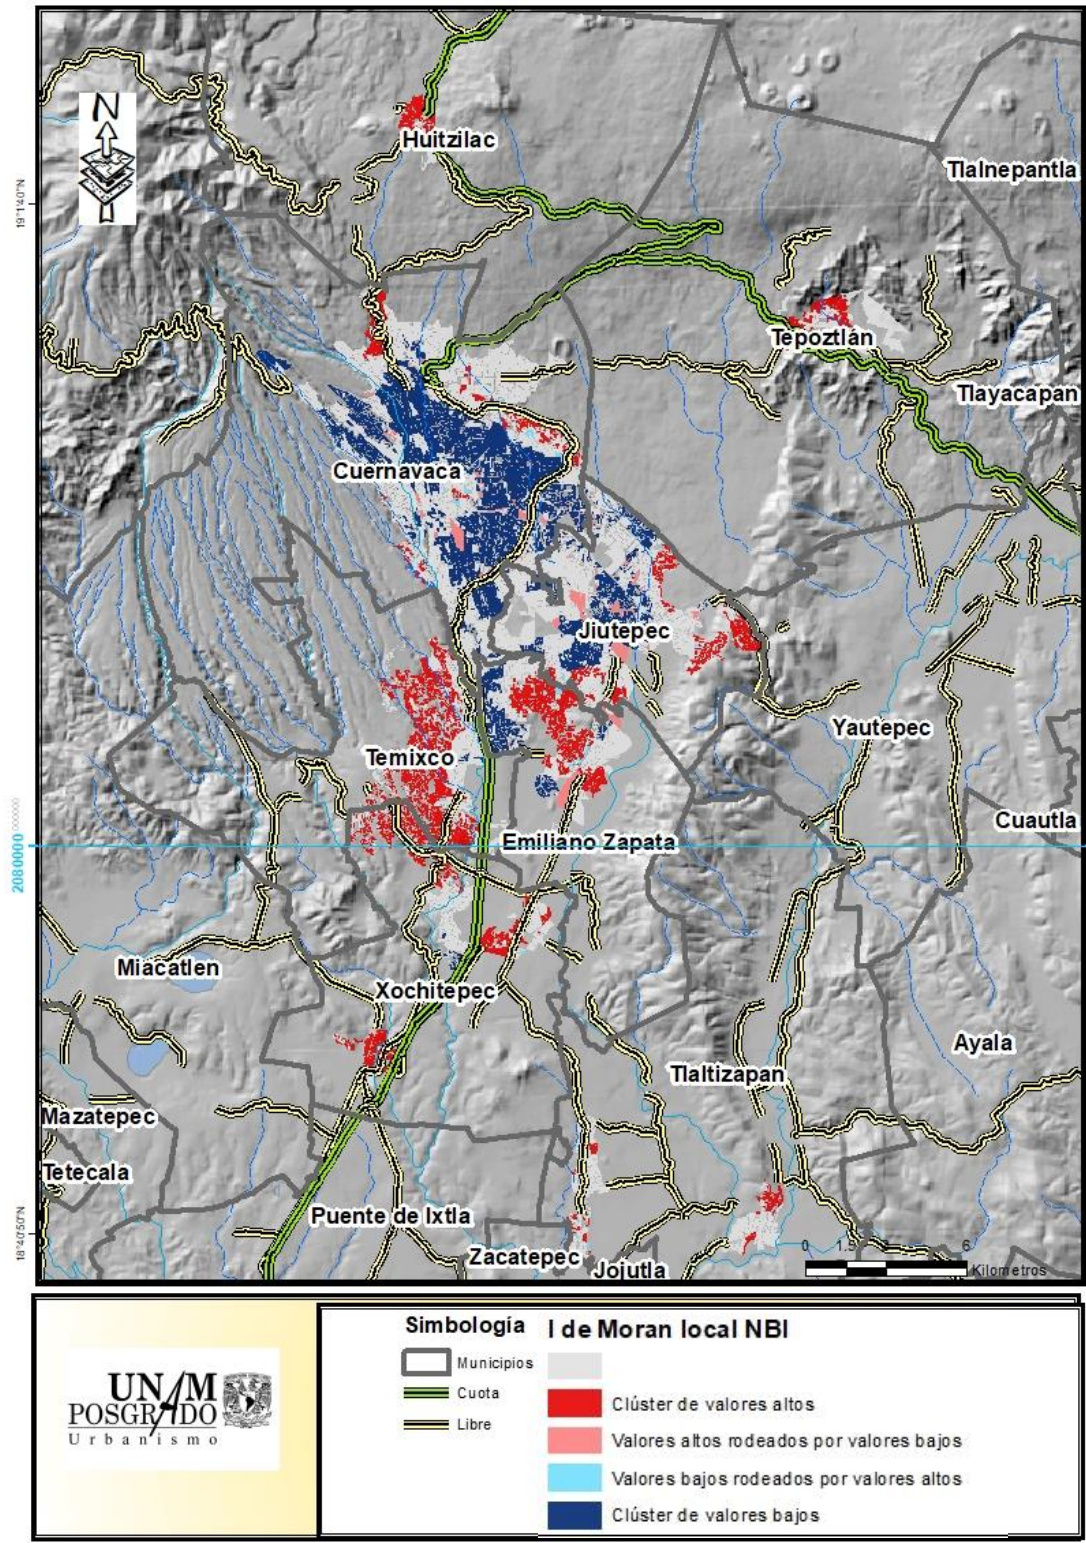 N
Huitzilac
Tlalnepantla
19°1'40"N
Tepoztlán
Tlayacapan
Cuernavaca
Jiutepec
Yautepec
Temixco
Cuautla
Emiliano Zapata
2080000
Miacatlen
Xochitepec
Ayala
Tlaltizapan
Mazatepec
Tetecala
Puente de Ixtla
18°40'50"N
Zacatepec
Jojutla
0 1.5 3 6
Kilometros
UNAM
POSGRADO
Urbanismo
Simbología
Municipios
Cuota
Libre
I de Moran local NBI
Clúster de valores altos
Valores altos rodeados por valores bajos
Valores bajos rodeados por valores altos
Clúster de valores bajos